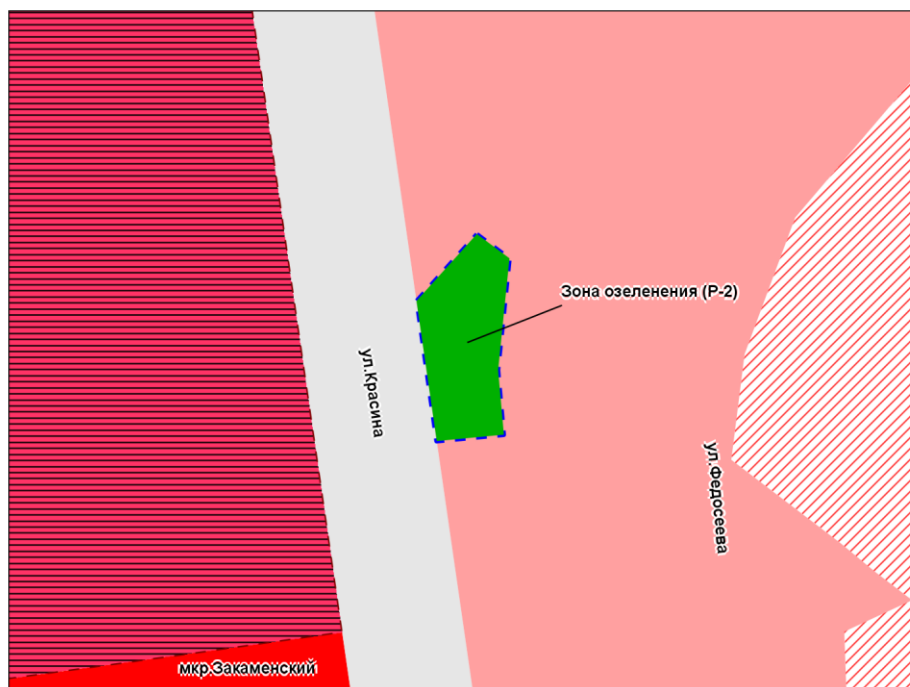 Зона озеленения (Р-2)
ул.Красина
ул.Федосеева
мкр.Закаменский